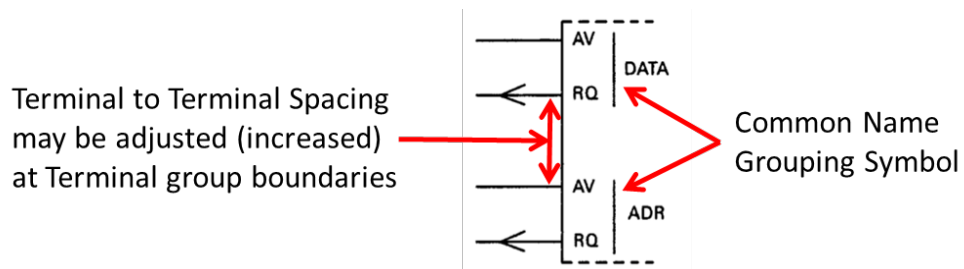 Terminal to Terminal Spacing
may be adjusted (increased)
at Terminal group boundaries
AV
DATA
RQ
AV
ADR
RQ
Common Name
Grouping Symbol